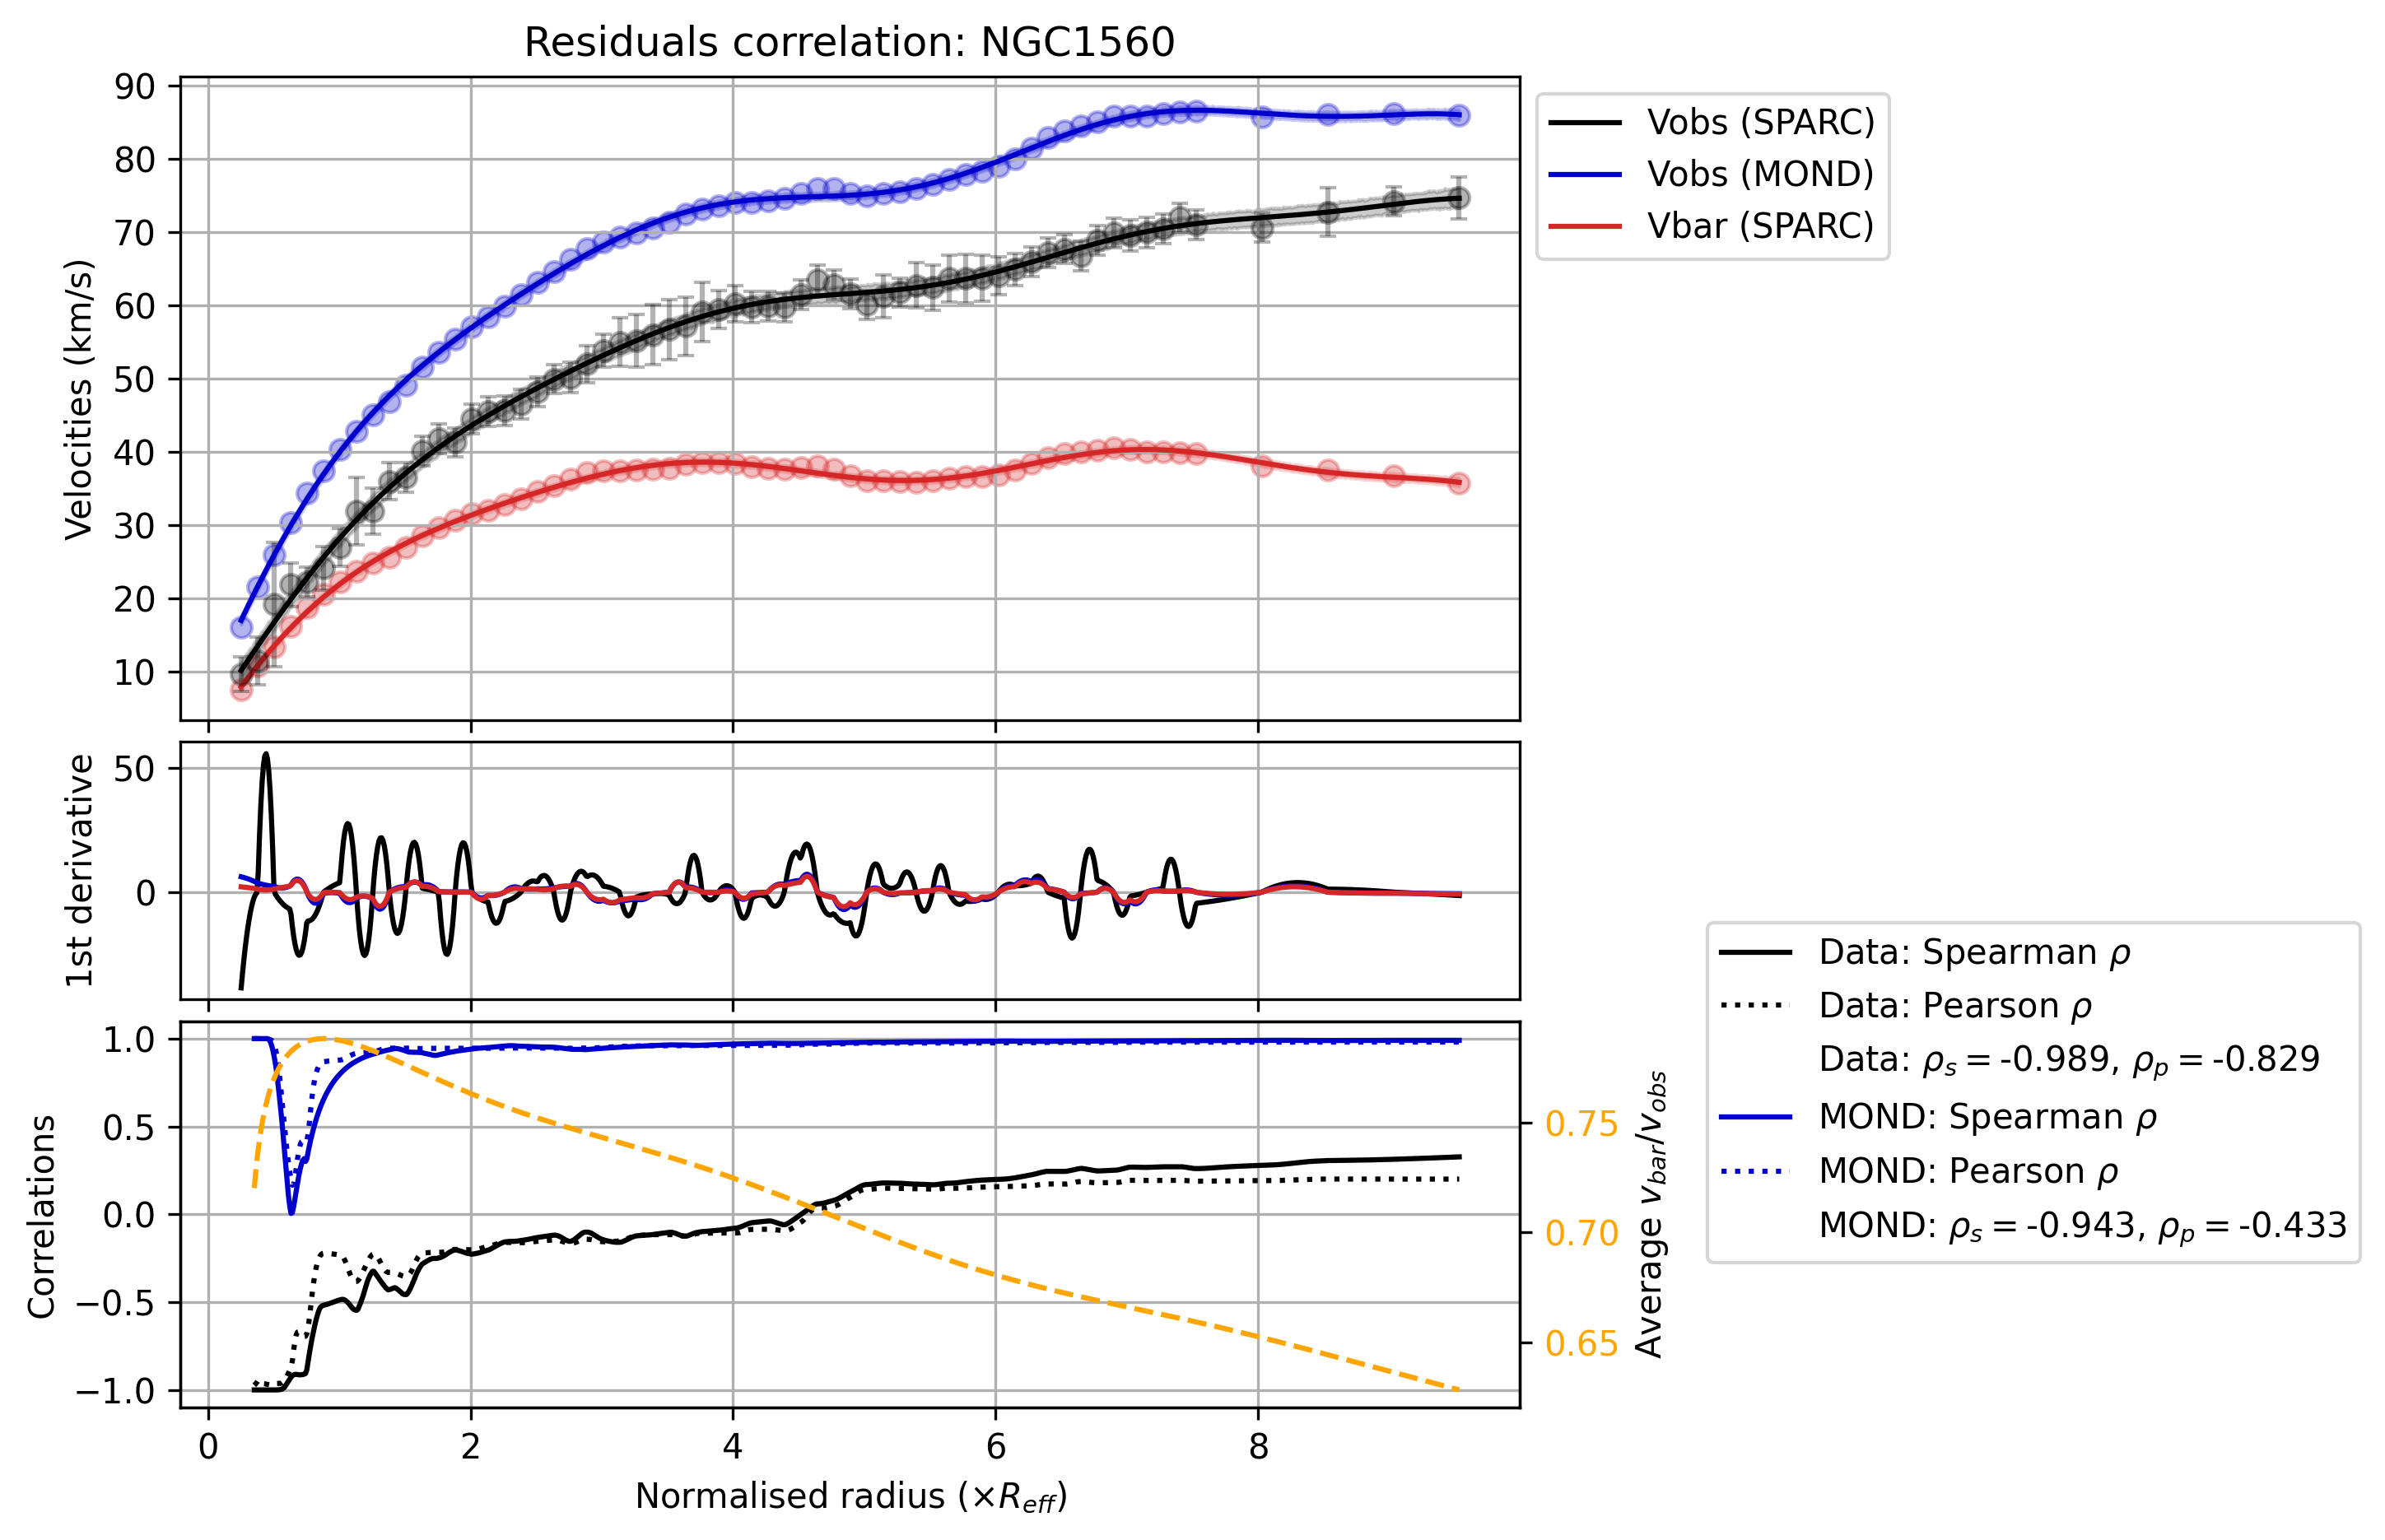 Residuals correlation: NGC1560
90
80
70
60
50
40
30
20
10
Velocities (km/s)
Vobs (SPARC)
Vobs (MOND)
Vbar (SPARC)
50
0
1st derivative
1.0
0.5
0.0
−0.5
−1.0
Correlations
0.75
0.70
0.65
Average v_bar/v_obs
Data: Spearman ρ
Data: Pearson ρ
Data: ρ_s = -0.989, ρ_p = -0.829
MOND: Spearman ρ
MOND: Pearson ρ
MOND: ρ_s = -0.943, ρ_p = -0.433
0 2 4 6 8
Normalised radius (×R_eff)